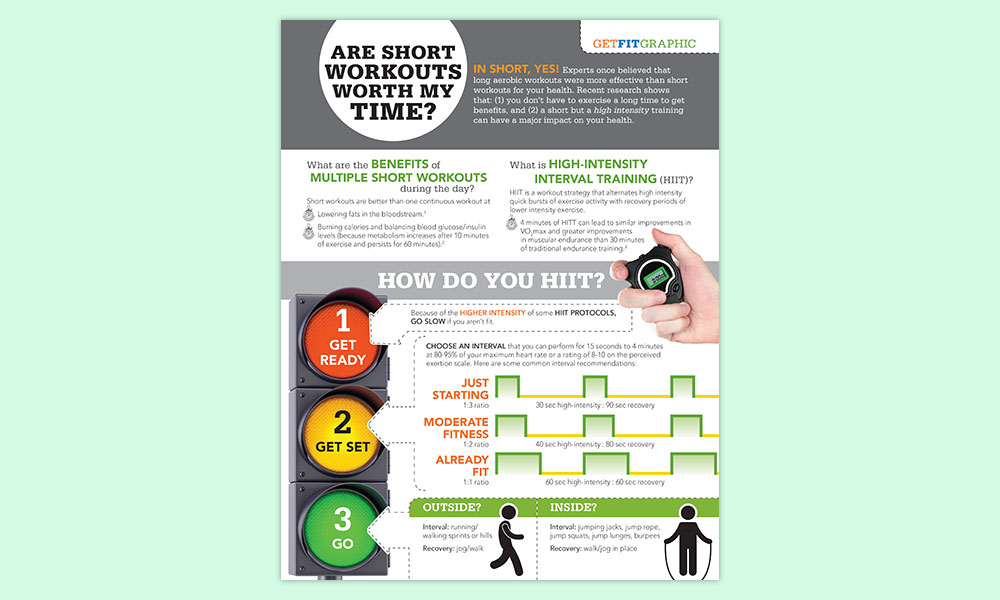 ARE SHORT
WORKOUTS
WORTH MY
TIME?
GETFITGRAPHIC
IN SHORT, YES! Experts once believed that
long aerobic workouts were more effective than short
workouts for your health. Recent research shows
that: (1) you don't have to exercise a long time to get
benefits, and (2) a short but a high intensity training
can have a major impact on your health.
What are the BENEFITS of
MULTIPLE SHORT WORKOUTS
during the day?
Short workouts are better than one continuous workout at
Lowering fats in the bloodstream.¹
Burning calories and balancing blood glucose/insulin
levels (because metabolism increases after 10 minutes
of exercise and persists for 60 minutes).²
What is HIGH-INTENSITY
INTERVAL TRAINING (HIIT)?
HIIT is a workout strategy that alternates high intensity
quick bursts of exercise activity with recovery periods of
lower intensity exercise.
4 minutes of HITT can lead to similar improvements in
VO₂max and greater improvements
in muscular endurance than 30 minutes
of traditional endurance training.³
HOW DO YOU HIIT?
1
GET
READY
Because of the HIGHER INTENSITY of some HIIT PROTOCOLS,
GO SLOW if you aren't fit.
2
GET SET
CHOOSE AN INTERVAL that you can perform for 15 seconds to 4 minutes
at 80-95% of your maximum heart rate or a rating of 8-10 on the perceived
exertion scale. Here are some common interval recommendations:
JUST
STARTING
1:3 ratio
30 sec high-intensity : 90 sec recovery
MODERATE
FITNESS
1:2 ratio
40 sec high-intensity : 80 sec recovery
ALREADY
FIT
1:1 ratio
60 sec high-intensity : 60 sec recovery
3
GO
OUTSIDE?
Interval: running/
walking sprints or hills
Recovery: jog/walk
INSIDE?
Interval: jumping jacks, jump rope,
jump squats, jump lunges, burpees
Recovery: walk/jog in place